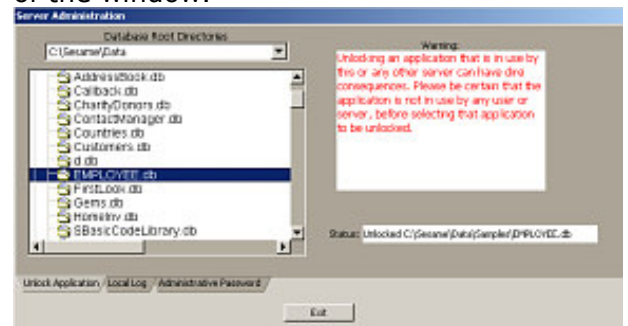 of the window.
Server Administration
Database Root Directories
C:\Sesame\Data
AddressBook.db
Callback.db
CharityDonors.db
ContactManager.db
Countries.db
Customers.db
d.db
EMPLOYEE.db
FirstLook.db
Gems.db
HomeInv.db
SBasicCodeLibrary.db
Warning:
Unlocking an application that is in use by
this or any other server can have dire
consequences. Please be certain that the
application is not in use by any user or
server, before selecting that application
to be unlocked.
Status: Unlocked C:\Sesame\Data\Samples\EMPLOYEE.db
Unlock Application / Local Log / Administrative Password
Exit